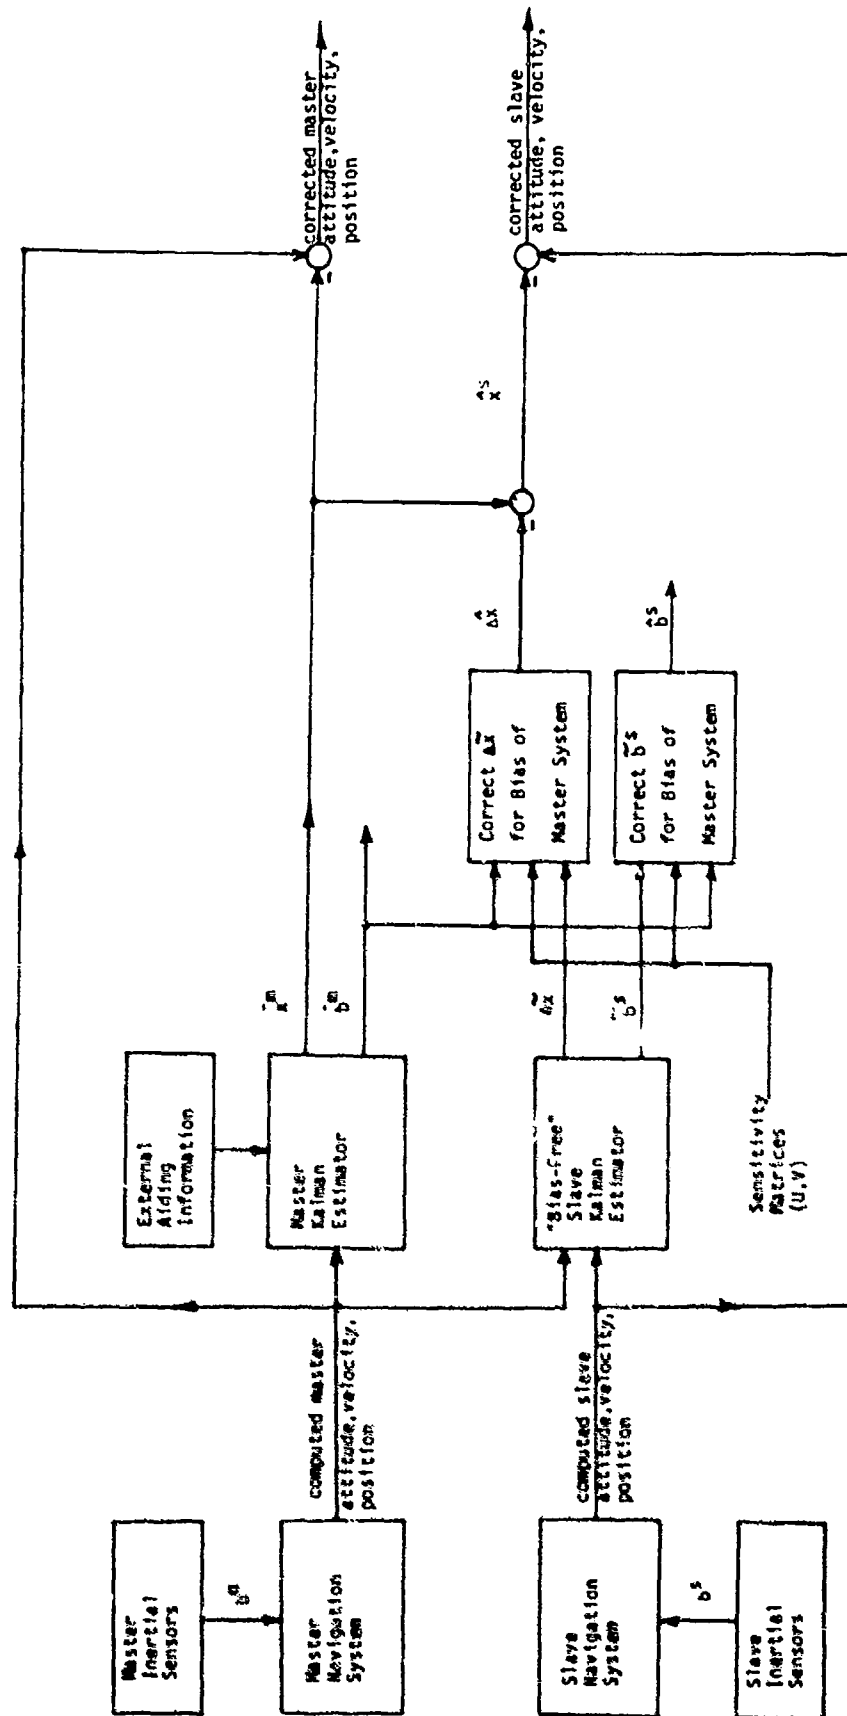 Master
Inertial
Sensors
b^m
Master
Navigation
System
computed master
attitude,velocity,
position
External
Aiding
Information
Master
Kalman
Estimator
x̂^m
b̂^m
corrected master
attitude,velocity,
position
Slave
Inertial
Sensors
b^s
Slave
Navigation
System
computed slave
attitude,velocity,
position
"Bias-Free"
Slave
Kalman
Estimator
Δx̃
b̃^s
Sensitivity
Matrices
(U,V)
Correct Δx̃
for Bias of
Master System
Correct b̃^s
for Bias of
Master System
Δx̂
b̂^s
-
x̂^s
-
-
corrected slave
attitude, velocity,
position